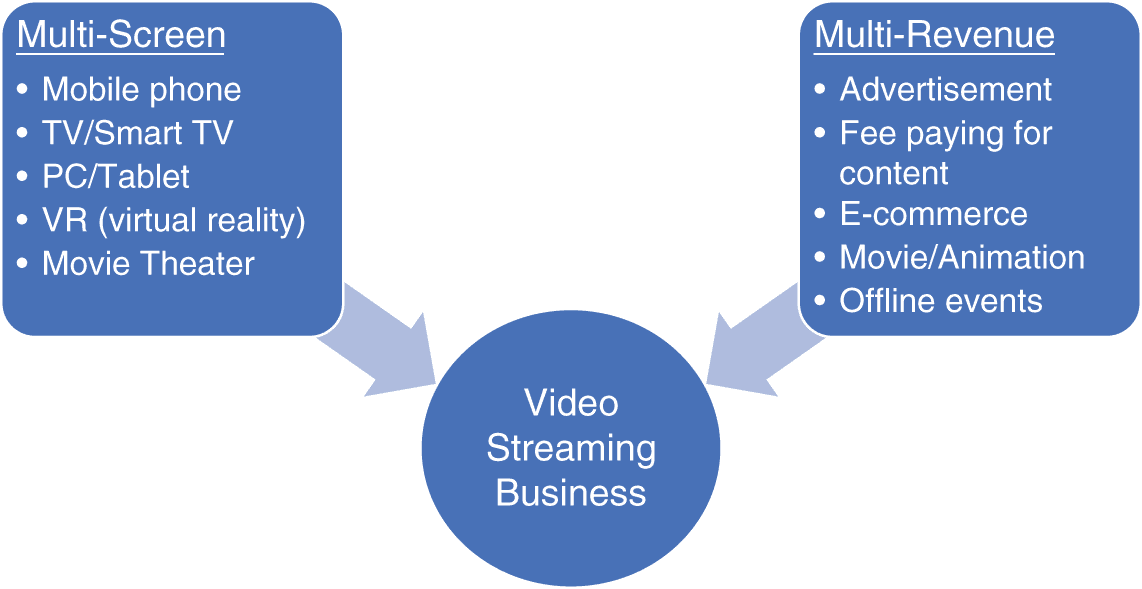 Multi-Screen
• Mobile phone
• TV/Smart TV
• PC/Tablet
• VR (virtual reality)
• Movie Theater
Multi-Revenue
• Advertisement
• Fee paying for
content
• E-commerce
• Movie/Animation
• Offline events
Video
Streaming
Business